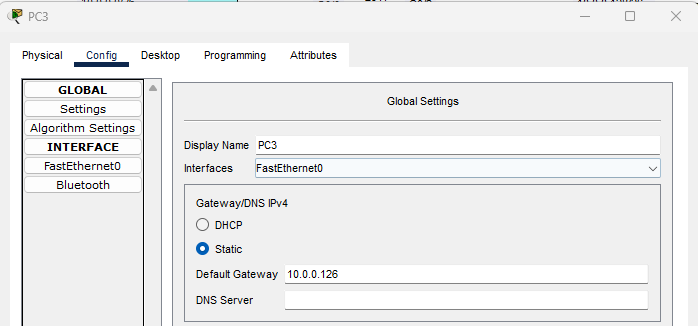 PC3
Physical Config Desktop Programming Attributes
GLOBAL
Settings
Algorithm Settings
INTERFACE
FastEthernet0
Bluetooth
Global Settings
Display Name PC3
Interfaces FastEthernet0
Gateway/DNS IPv4
DHCP
Static
Default Gateway 10.0.0.126
DNS Server